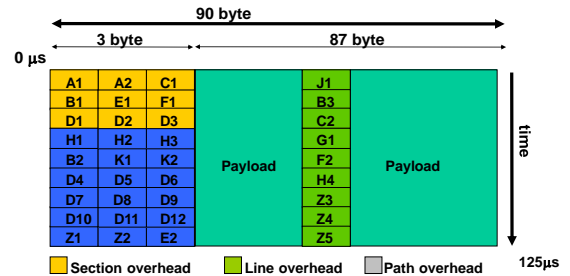 90 byte
3 byte 87 byte
0 µs
A1 A2 C1 J1
B1 E1 F1 B3
D1 D2 D3 C2
H1 H2 H3 G1
B2 K1 K2 Payload F2 Payload
D4 D5 D6 H4
D7 D8 D9 Z3
D10 D11 D12 Z4
Z1 Z2 E2 Z5
time
125µs
Section overhead Line overhead Path overhead